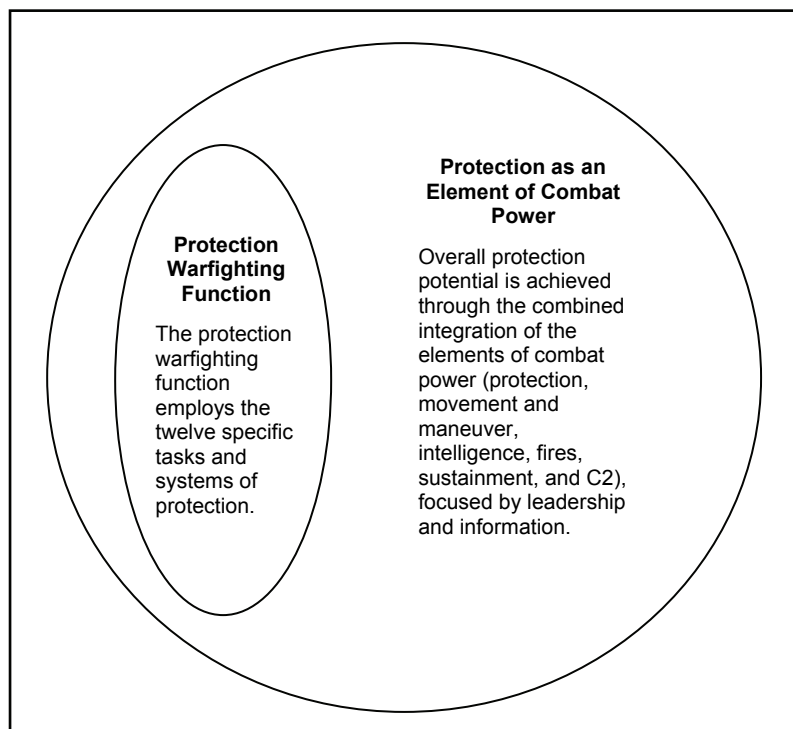 Protection
Warfighting
Function
The protection
warfighting
function
employs the
twelve specific
tasks and
systems of
protection.
Protection as an
Element of Combat
Power
Overall protection
potential is achieved
through the combined
integration of the
elements of combat
power (protection,
movement and
maneuver,
intelligence, fires,
sustainment, and C2),
focused by leadership
and information.